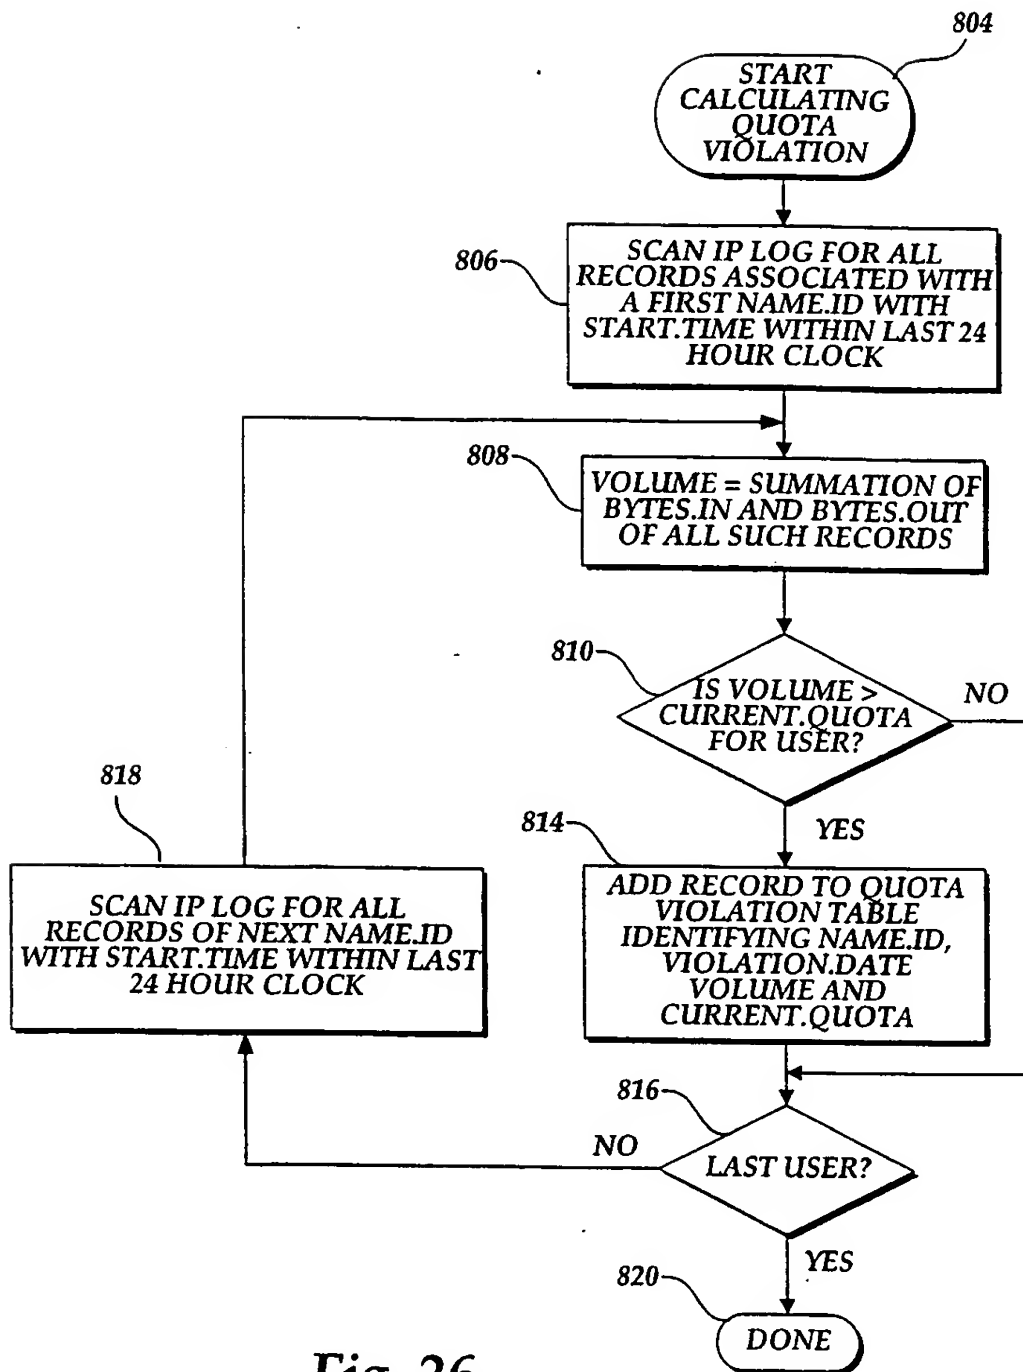 804
START
CALCULATING
QUOTA
VIOLATION
806
SCAN IP LOG FOR ALL
RECORDS ASSOCIATED WITH
A FIRST NAME.ID WITH
START.TIME WITHIN LAST 24
HOUR CLOCK
808
VOLUME = SUMMATION OF
BYTES.IN AND BYTES.OUT
OF ALL SUCH RECORDS
810
IS VOLUME >
CURRENT.QUOTA
FOR USER?
NO
YES
814
ADD RECORD TO QUOTA
VIOLATION TABLE
IDENTIFYING NAME.ID,
VIOLATION.DATE
VOLUME AND
CURRENT.QUOTA
818
SCAN IP LOG FOR ALL
RECORDS OF NEXT NAME.ID
WITH START.TIME WITHIN LAST
24 HOUR CLOCK
816
LAST USER?
NO
YES
820
DONE
Fig. 26